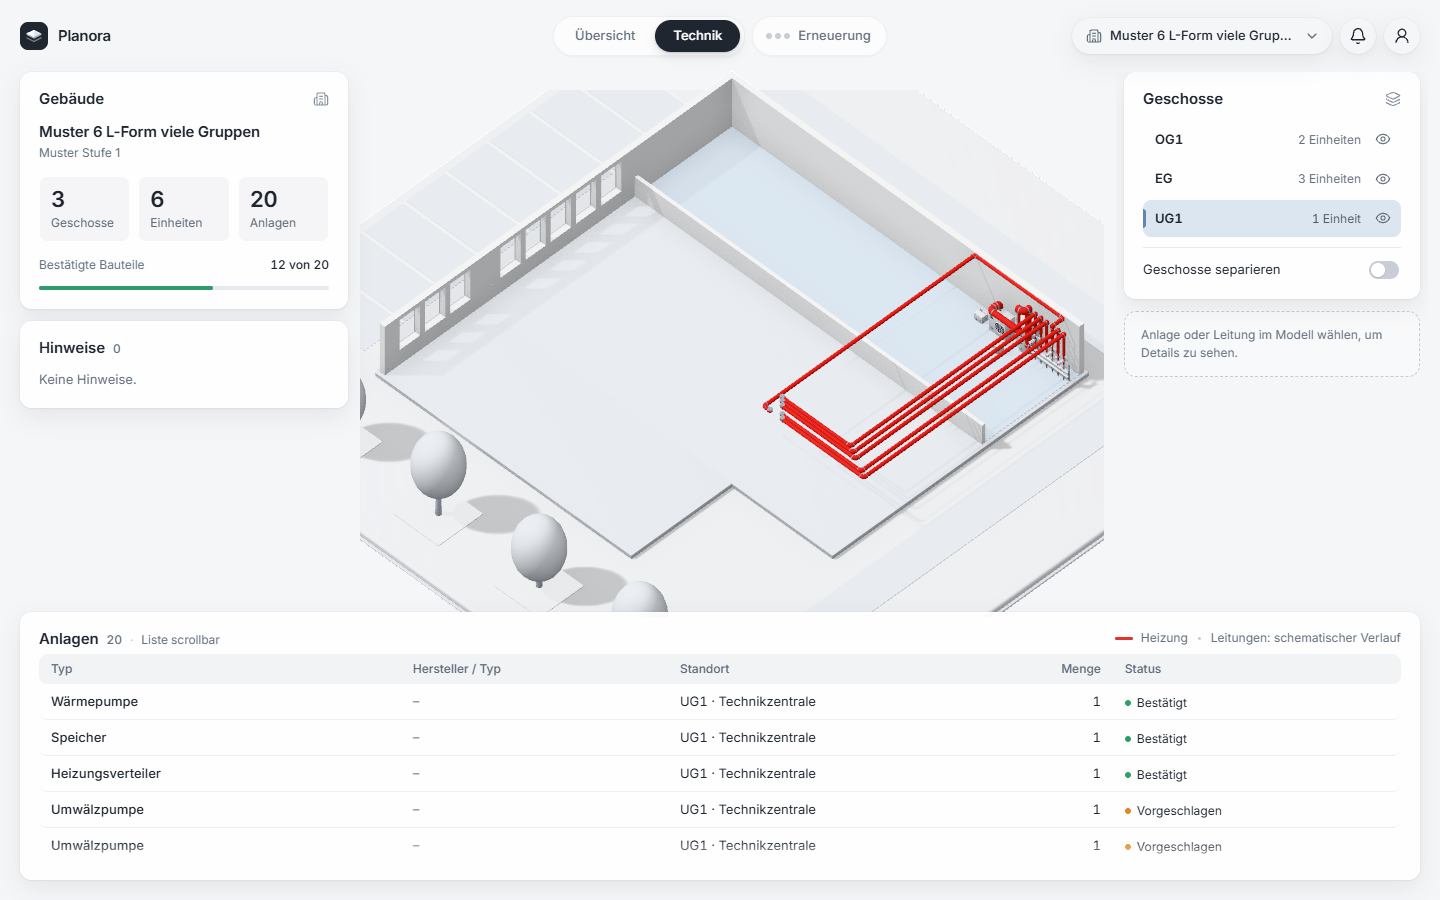 Planora
Übersicht
Technik
Erneuerung
Muster 6 L-Form viele Grup...
Gebäude
Muster 6 L-Form viele Gruppen
Muster Stufe 1
3
Geschosse
6
Einheiten
20
Anlagen
Bestätigte Bauteile
12 von 20
Hinweise 0
Keine Hinweise.
Geschosse
OG1 2 Einheiten
EG 3 Einheiten
UG1 1 Einheit
Geschosse separieren
Anlage oder Leitung im Modell wählen, um
Details zu sehen.
Anlagen 20 · Liste scrollbar
Heizung · Leitungen: schematischer Verlauf
Typ Hersteller / Typ Standort Menge Status
Wärmepumpe – UG1 · Technikzentrale 1 Bestätigt
Speicher – UG1 · Technikzentrale 1 Bestätigt
Heizungsverteiler – UG1 · Technikzentrale 1 Bestätigt
Umwälzpumpe – UG1 · Technikzentrale 1 Vorgeschlagen
Umwälzpumpe – UG1 · Technikzentrale 1 Vorgeschlagen